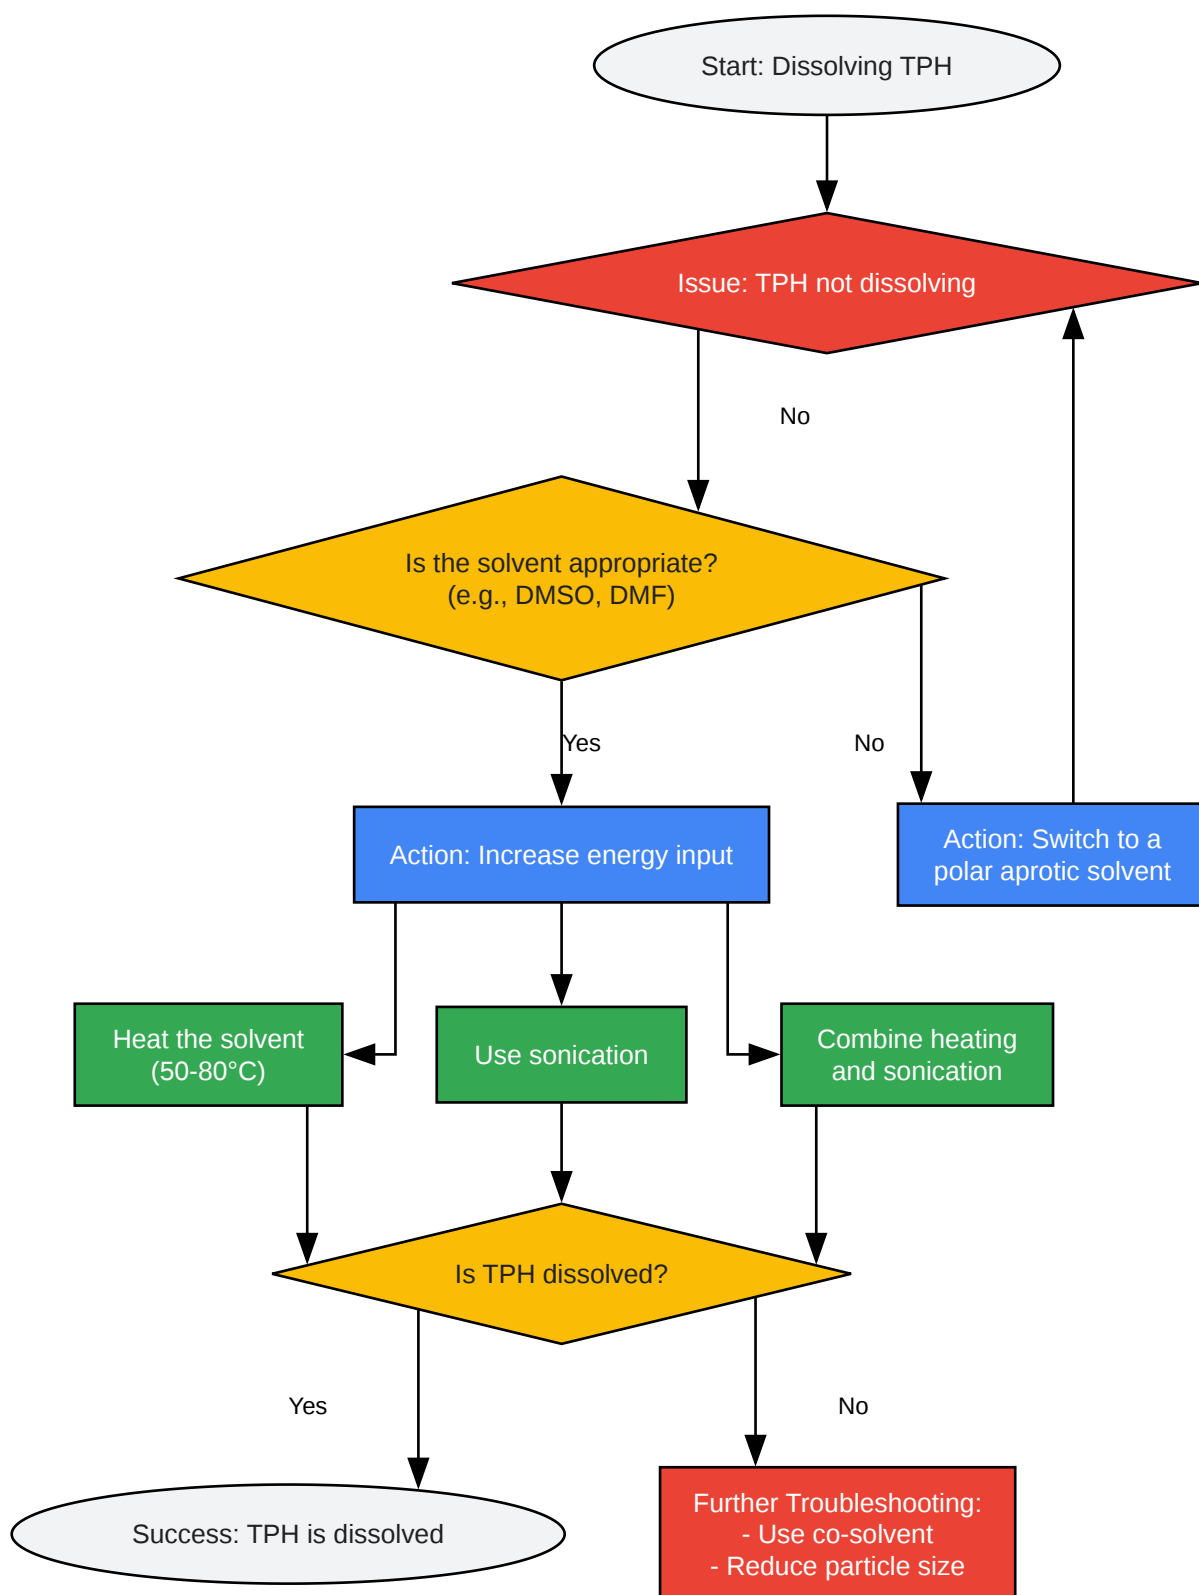 Start: Dissolving TPH
Issue: TPH not dissolving
No
Is the solvent appropriate?
(e.g., DMSO, DMF)
Yes
No
Action: Increase energy input
Action: Switch to a
polar aprotic solvent
Heat the solvent
(50-80°C)
Use sonication
Combine heating
and sonication
Is TPH dissolved?
Yes
No
Success: TPH is dissolved
Further Troubleshooting:
- Use co-solvent
- Reduce particle size